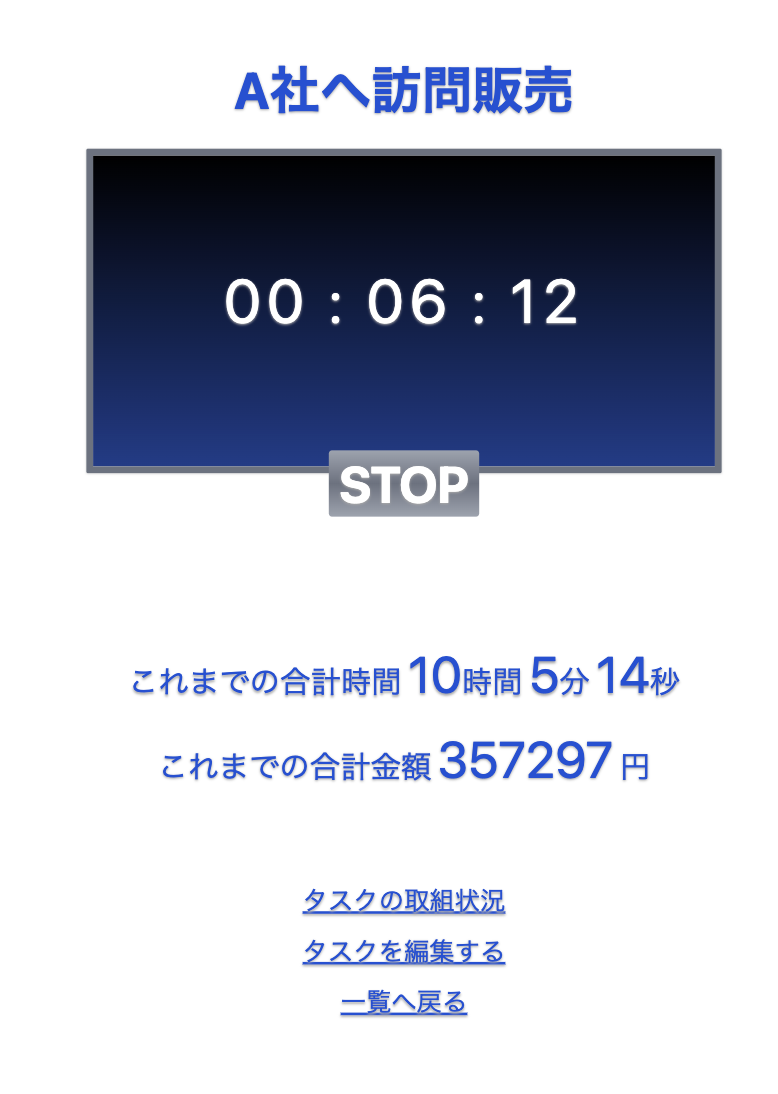 A社へ訪問販売
00 : 06 : 12
STOP
これまでの合計時間 10時間 5分 14秒
これまでの合計金額 357297 円
タスクの取組状況
タスクを編集する
一覧へ戻る